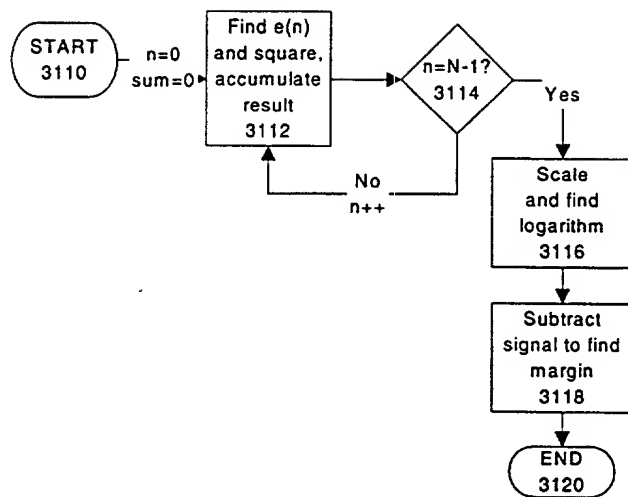 START
3110
n=0
sum=0
Find e(n)
and square,
accumulate
result
3112
n=N-1?
3114
Yes
No
n++
Scale
and find
logarithm
3116
Subtract
signal to find
margin
3118
END
3120